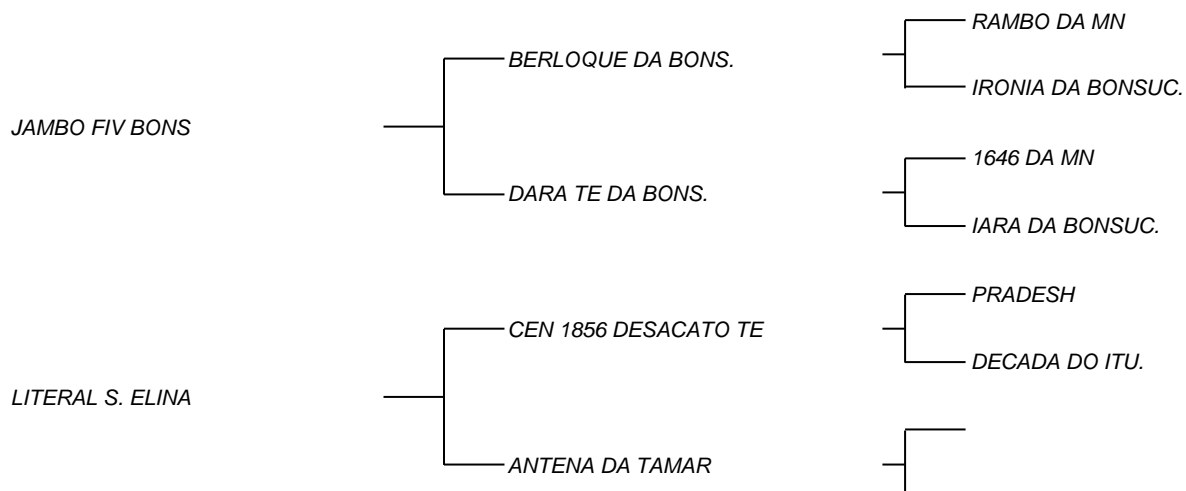 RAMBO DA MN
BERLOQUE DA BONS.
IRONIA DA BONSUC.
JAMBO FIV BONS
1646 DA MN
DARA TE DA BONS.
IARA DA BONSUC.
PRADESH
CEN 1856 DESACATO TE
DECADA DO ITU.
LITERAL S. ELINA
ANTENA DA TAMAR